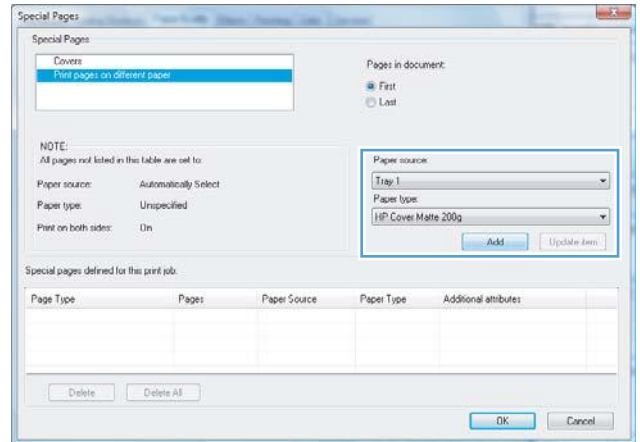 Special Pages
Special Pages
Covers
Print pages on different paper
Pages in document:
First
Last
NOTE:
All pages not listed in this table are set to:
Paper source: Automatically Select
Paper type: Unspecified
Print on both sides: On
Paper source:
Tray 1
Paper type:
HP Cover Matte 200g
Add Update item
Special pages defined for this print job:
Page Type Pages Paper Source Paper Type Additional attributes
Delete Delete All
OK Cancel